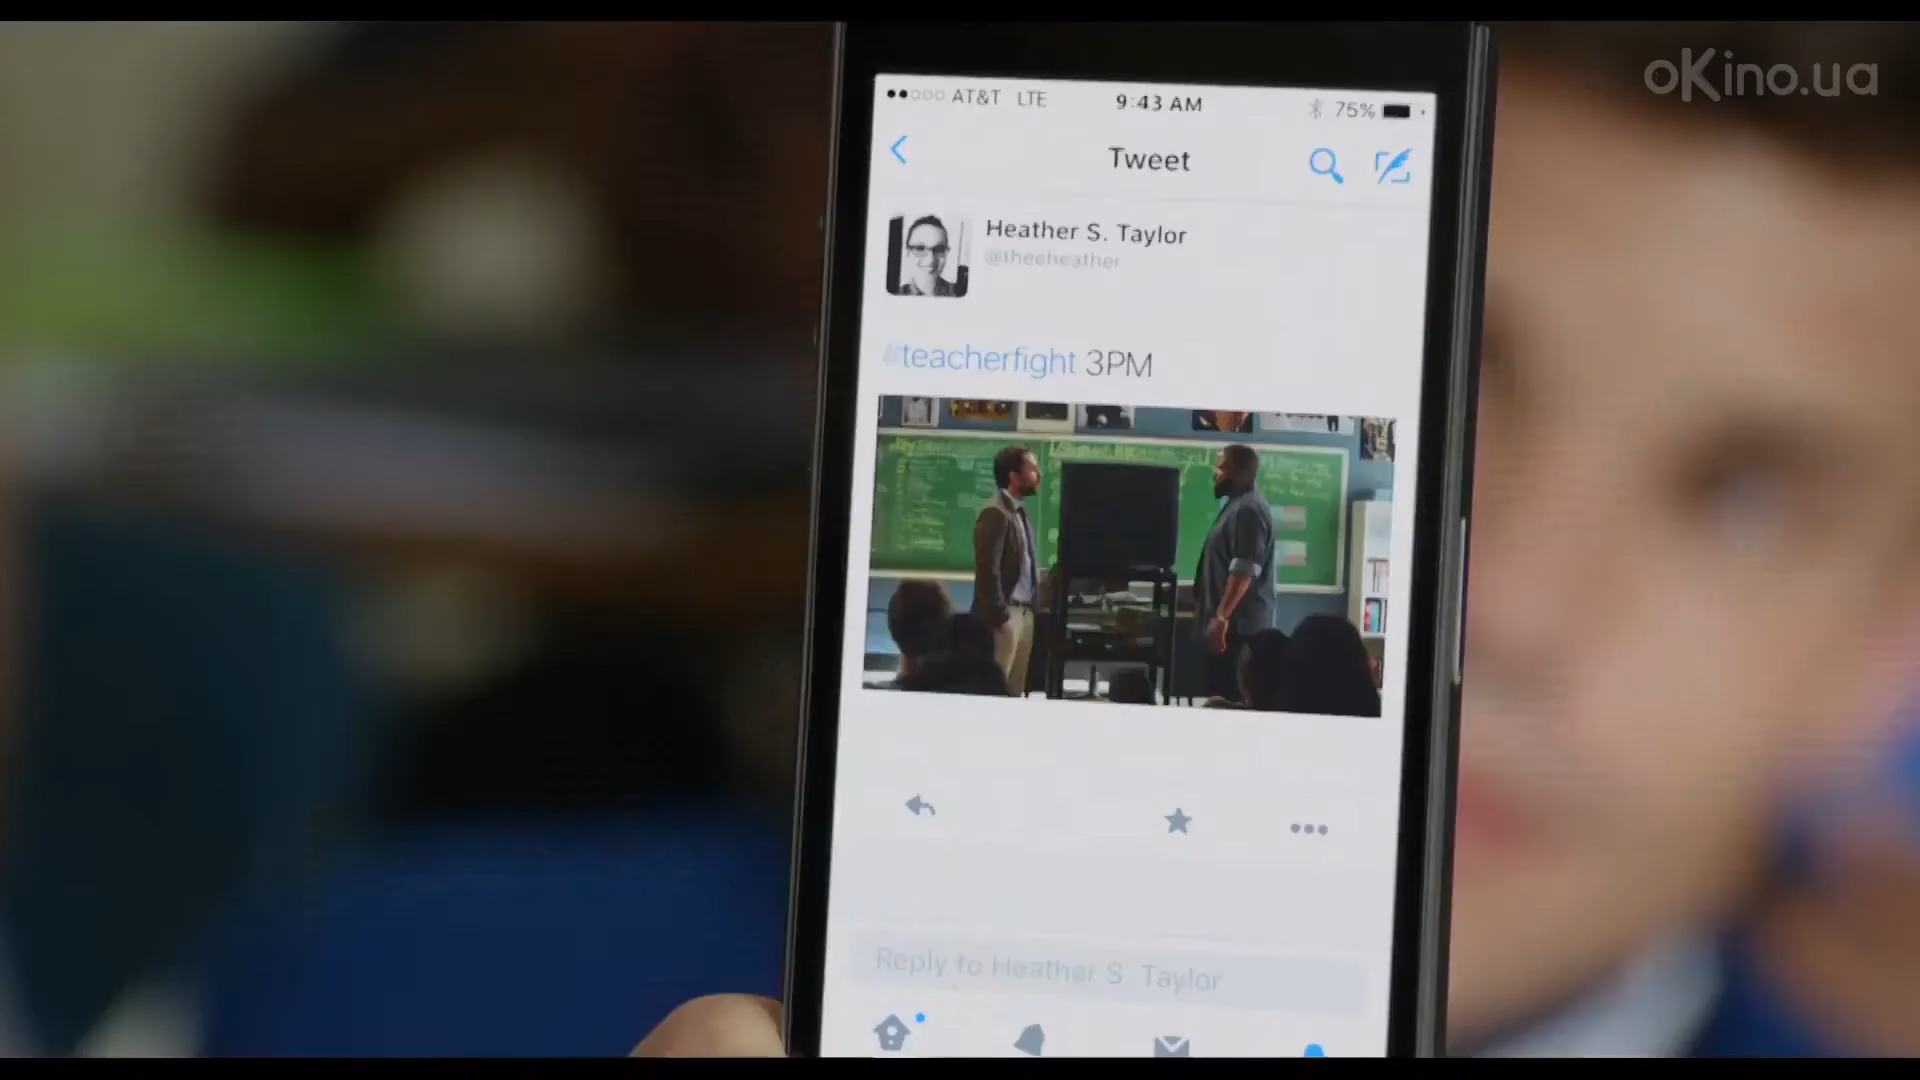 oKino.ua
AT&T LTE 9:43 AM 75%
Tweet
Heather S. Taylor
@theeheather
#teacherfight 3PM
Reply to Heather S. Taylor